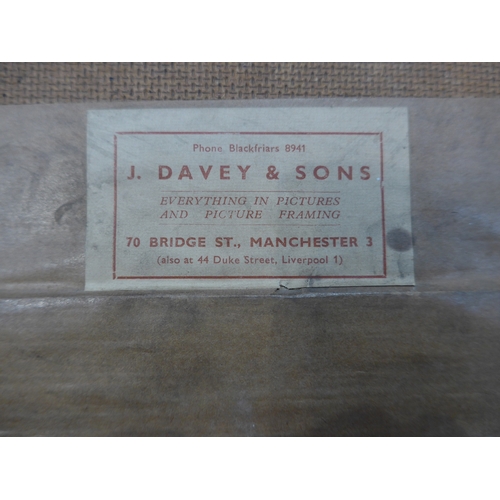 Phone Blackfriars 8941
J. DAVEY & SONS
EVERYTHING IN PICTURES
AND PICTURE FRAMING
70 BRIDGE ST., MANCHESTER 3
(also at 44 Duke Street, Liverpool 1)